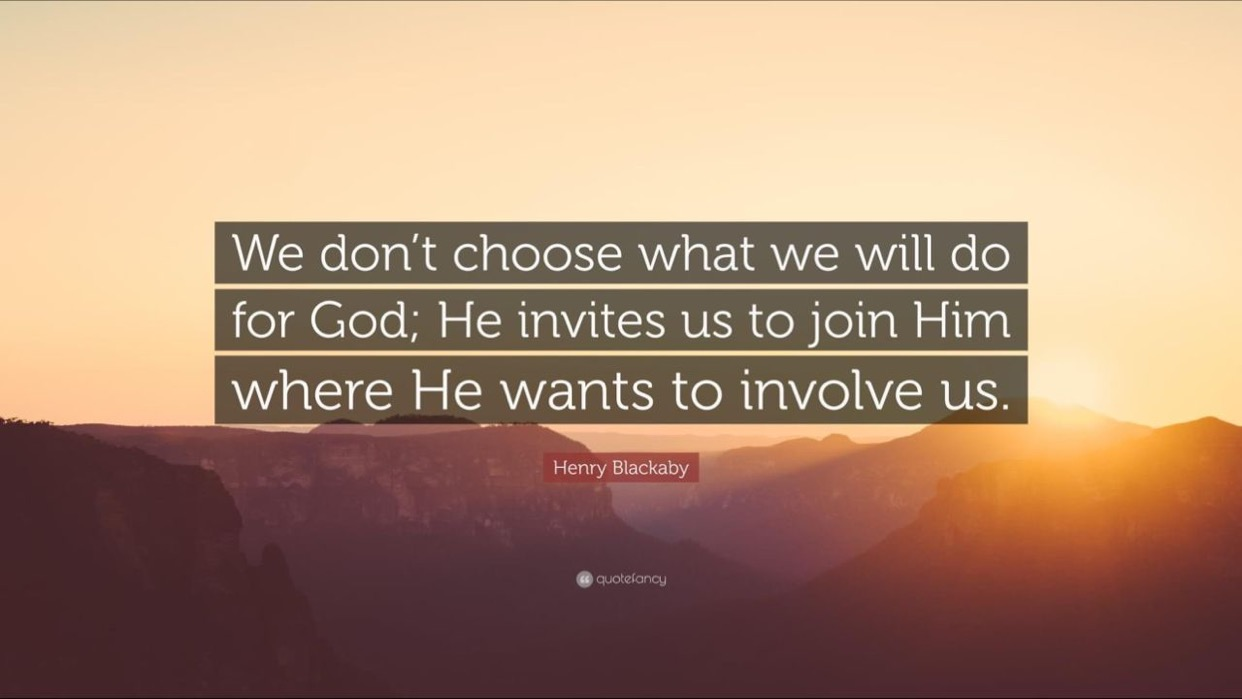 We don’t choose what we will do
for God; He invites us to join Him
where He wants to involve us.
Henry Blackaby
quotefancy